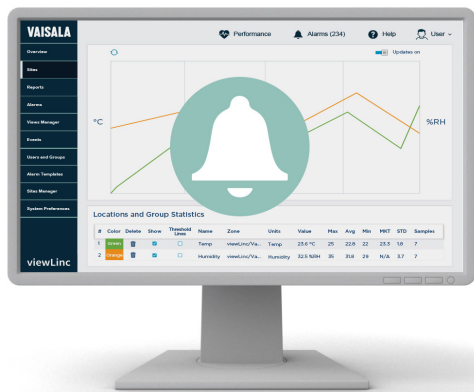 VAISALA
Performance
Alarms (234)
Help
User
Overview
Sites
Reports
Alarms
Views Manager
Events
Users and Groups
Alarm Templates
Sites Manager
System Preferences
viewLinc
Updates on
°C
%RH
Locations and Group Statistics
# Color Delete Show Threshold Lines Name Zone Units Value Max Avg Min MKT STD Samples
1 Green Temp viewLinc/Va... Temp 23.6 °C 25 22.8 22 23.3 1.8 7
2 Orange Humidity viewLinc/Va... Humidity 32.5 %RH 35 31.8 29 N/A 3.7 7